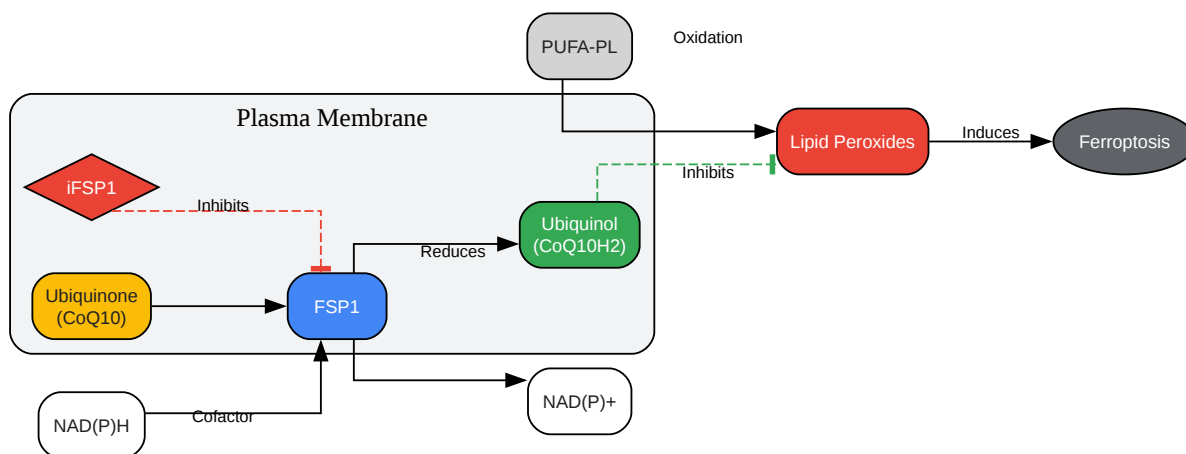 PUFA-PL
Oxidation
Plasma Membrane
Lipid Peroxides
Induces
Ferroptosis
iFSP1
Inhibits
Inhibits
Ubiquinol
(CoQ10H2)
Reduces
Ubiquinone
(CoQ10)
FSP1
NAD(P)H
Cofactor
NAD(P)+